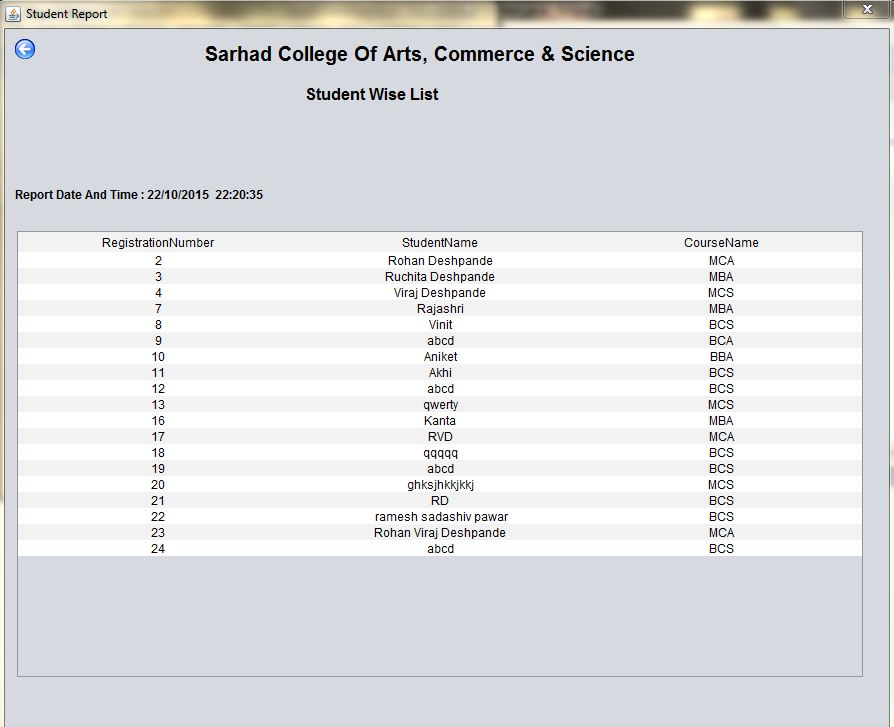 Student Report
Sarhad College Of Arts, Commerce & Science
Student Wise List
Report Date And Time : 22/10/2015 22:20:35
RegistrationNumber StudentName CourseName
2 Rohan Deshpande MCA
3 Ruchita Deshpande MBA
4 Viraj Deshpande MCS
7 Rajashri MBA
8 Vinit BCS
9 abcd BCA
10 Aniket BBA
11 Akhi BCS
12 abcd BCS
13 qwerty MCS
16 Kanta MBA
17 RVD MCA
18 qqqqq BCS
19 abcd BCS
20 ghksjhkkjkkj MCS
21 RD BCS
22 ramesh sadashiv pawar BCS
23 Rohan Viraj Deshpande MCA
24 abcd BCS